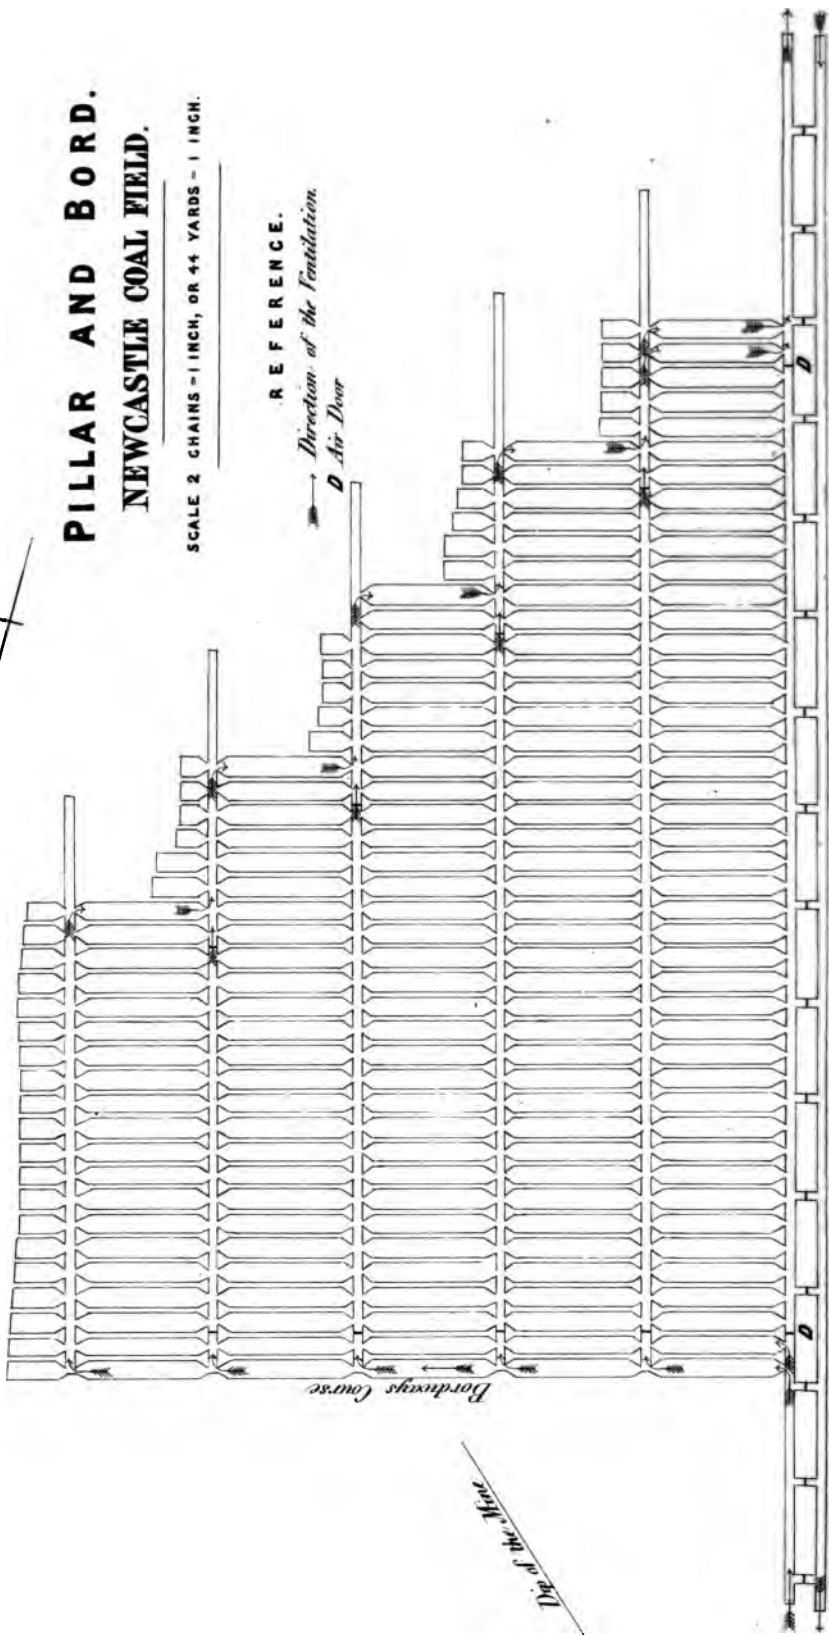 PILLAR AND BORD.
NEWCASTLE COAL FIELD.
SCALE 2 CHAINS = 1 INCH, OR 44 YARDS = 1 INCH.
REFERENCE.
Direction of the Ventilation
D Air Door
D
D
Bordways Course
Dip of the Mine